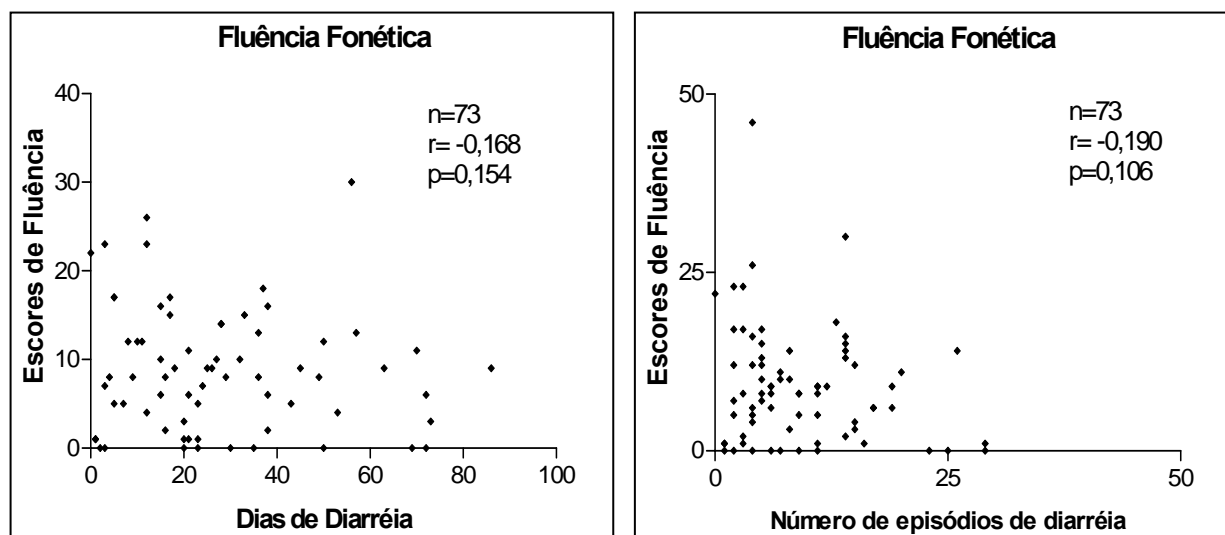 Fluência Fonética
n=73
r= -0,168
p=0,154
Escores de Fluência
40
30
20
10
0
0 20 40 60 80 100
Dias de Diarréia
Fluência Fonética
n=73
r= -0,190
p=0,106
Escores de Fluência
50
25
0
0 25 50
Número de episódios de diarréia